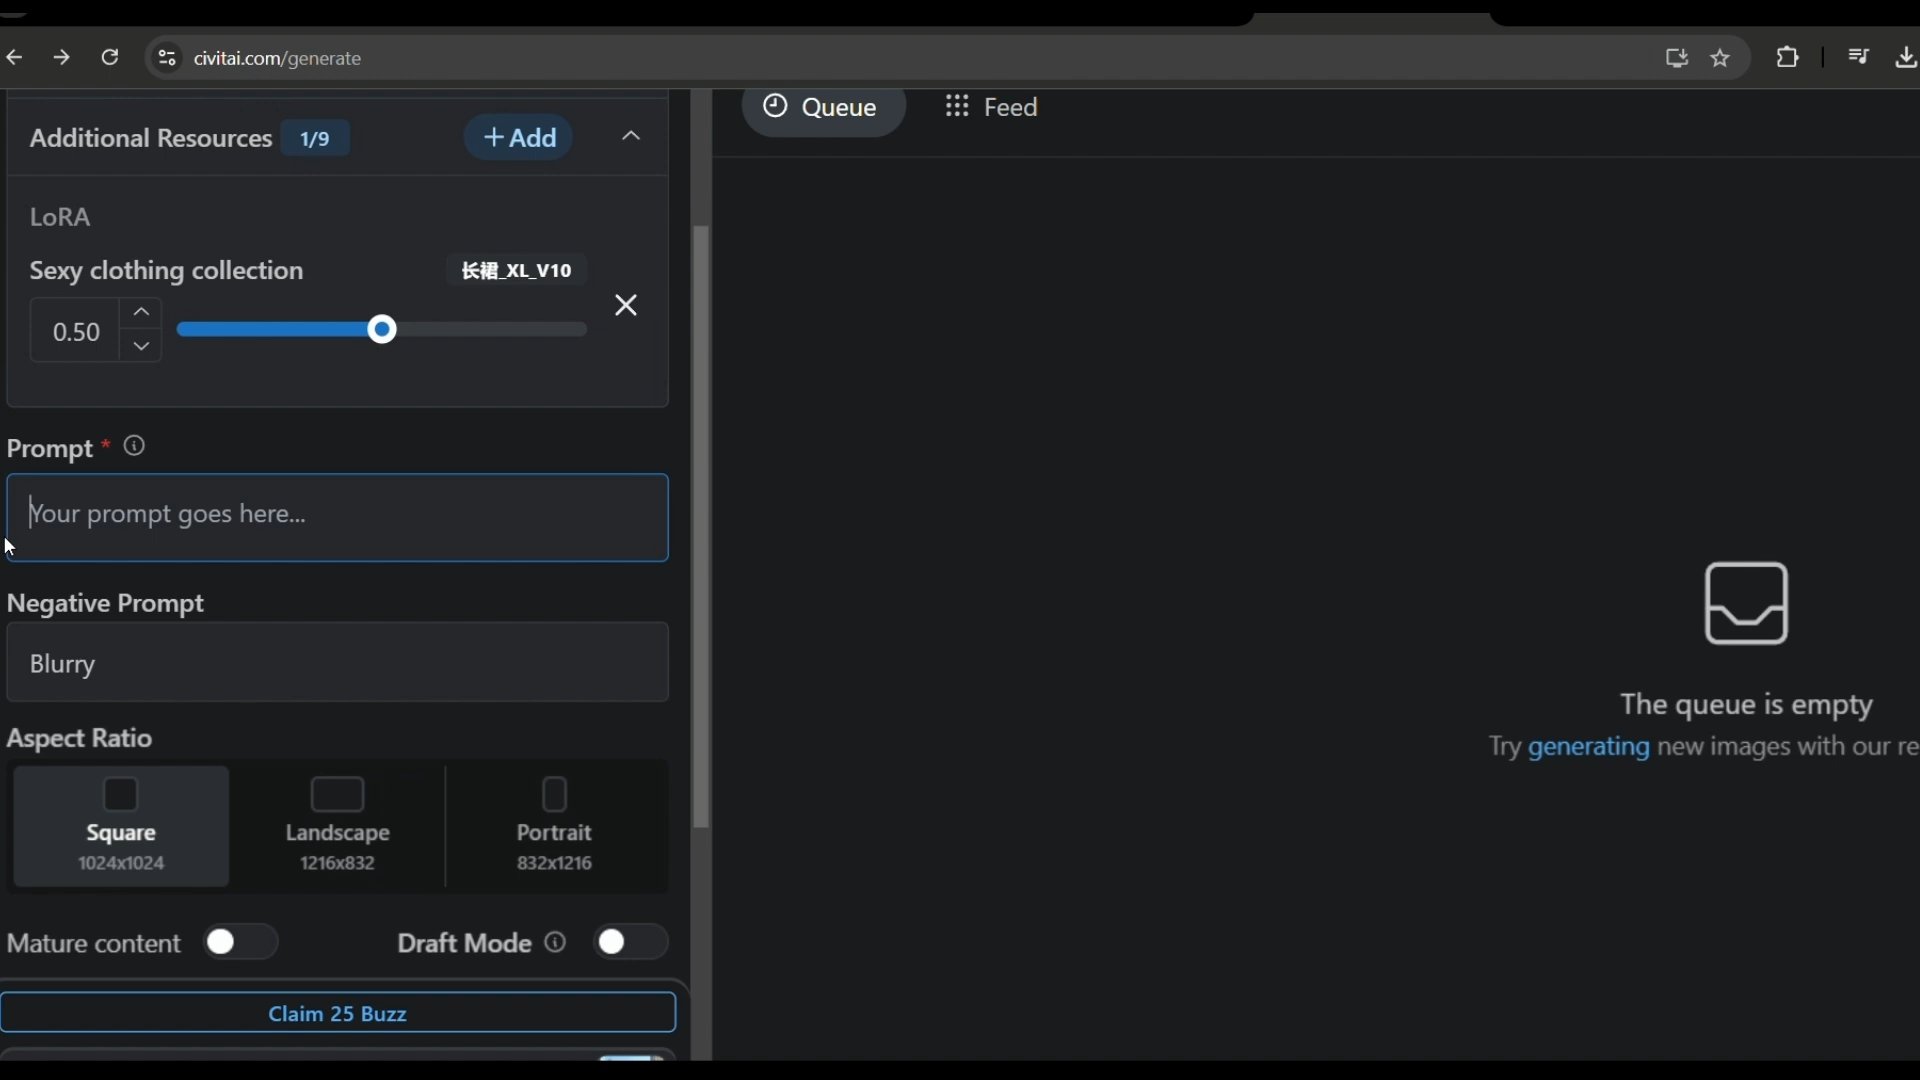 civitai.com/generate
Additional Resources 1/9 +Add
Queue Feed
LoRA
Sexy clothing collection 长裙_XL_V10
0.50
Prompt *
Your prompt goes here...
Negative Prompt
Blurry
Aspect Ratio
Square Landscape Portrait
1024x1024 1216x832 832x1216
Mature content Draft Mode
Claim 25 Buzz
The queue is empty
Try generating new images with our re